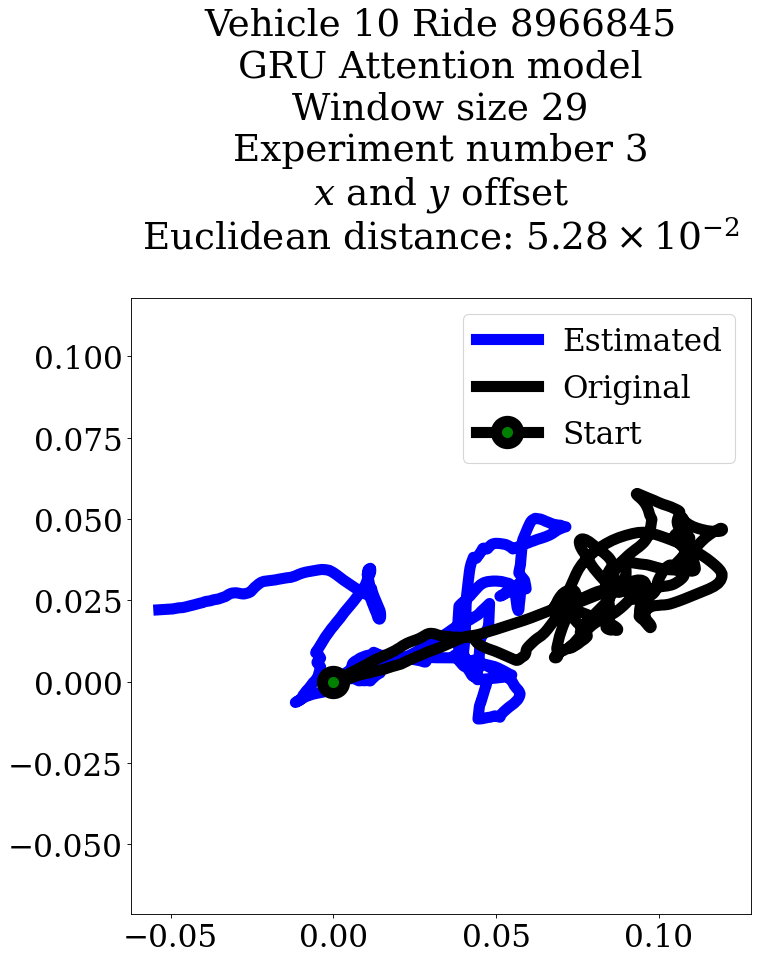 Vehicle 10 Ride 8966845
GRU Attention model
Window size 29
Experiment number 3
x and y offset
Euclidean distance: 5.28 × 10⁻²
Estimated
Original
Start
0.100
0.075
0.050
0.025
0.000
−0.025
−0.050
−0.05 0.00 0.05 0.10